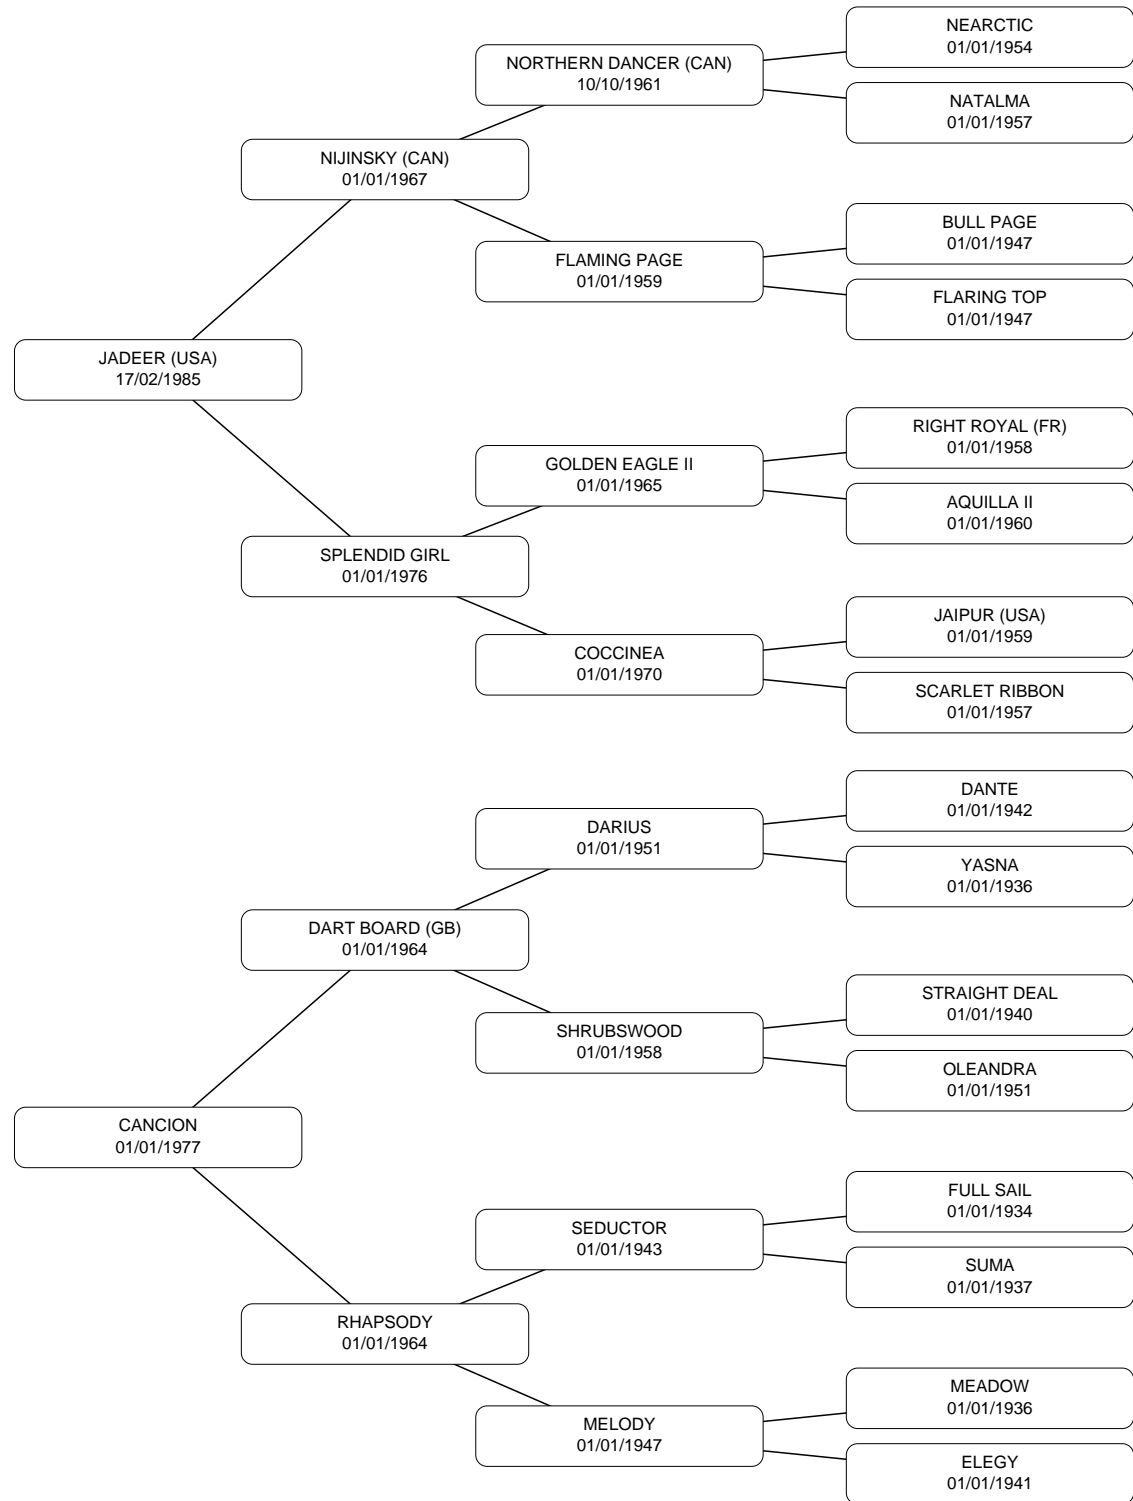 NEARCTIC
01/01/1954
NORTHERN DANCER (CAN)
10/10/1961
NATALMA
01/01/1957
NIJINSKY (CAN)
01/01/1967
BULL PAGE
01/01/1947
FLAMING PAGE
01/01/1959
FLARING TOP
01/01/1947
JADEER (USA)
17/02/1985
RIGHT ROYAL (FR)
01/01/1958
GOLDEN EAGLE II
01/01/1965
AQUILLA II
01/01/1960
SPLENDID GIRL
01/01/1976
JAIPUR (USA)
01/01/1959
COCCINEA
01/01/1970
SCARLET RIBBON
01/01/1957
DANTE
01/01/1942
DARIUS
01/01/1951
YASNA
01/01/1936
DART BOARD (GB)
01/01/1964
STRAIGHT DEAL
01/01/1940
SHRUBSWOOD
01/01/1958
OLEANDRA
01/01/1951
CANCION
01/01/1977
FULL SAIL
01/01/1934
SEDUCTOR
01/01/1943
SUMA
01/01/1937
RHAPSODY
01/01/1964
MEADOW
01/01/1936
MELODY
01/01/1947
ELEGY
01/01/1941